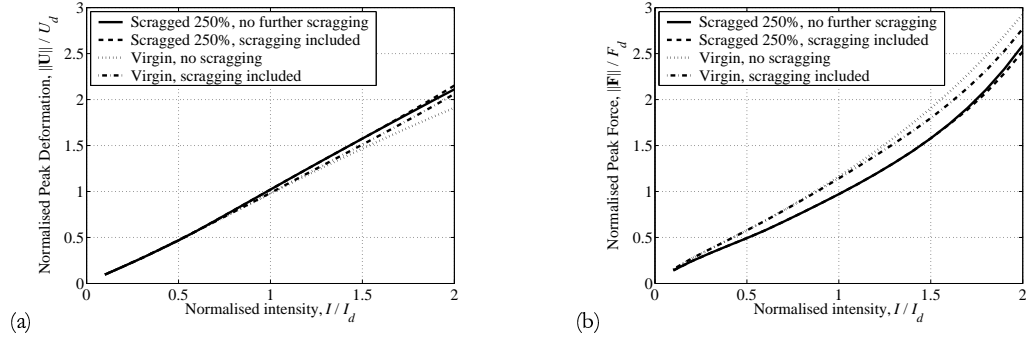 3
2.5
2
1.5
1
0.5
0
0
0.5
1
1.5
2
Normalised Peak Deformation, ||U|| / U_d
Normalised intensity, I / I_d
Scragged 250%, no further scragging
Scragged 250%, scragging included
Virgin, no scragging
Virgin, scragging included
(a)
3
2.5
2
1.5
1
0.5
0
0
0.5
1
1.5
2
Normalised Peak Force, ||F|| / F_d
Normalised intensity, I / I_d
Scragged 250%, no further scragging
Scragged 250%, scragging included
Virgin, no scragging
Virgin, scragging included
(b)